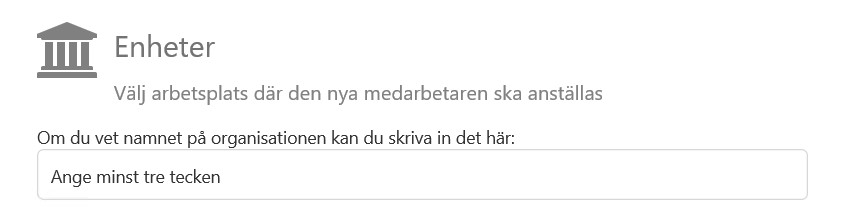 Enheter
Välj arbetsplats där den nya medarbetaren ska anställas
Om du vet namnet på organisationen kan du skriva in det här:
Ange minst tre tecken